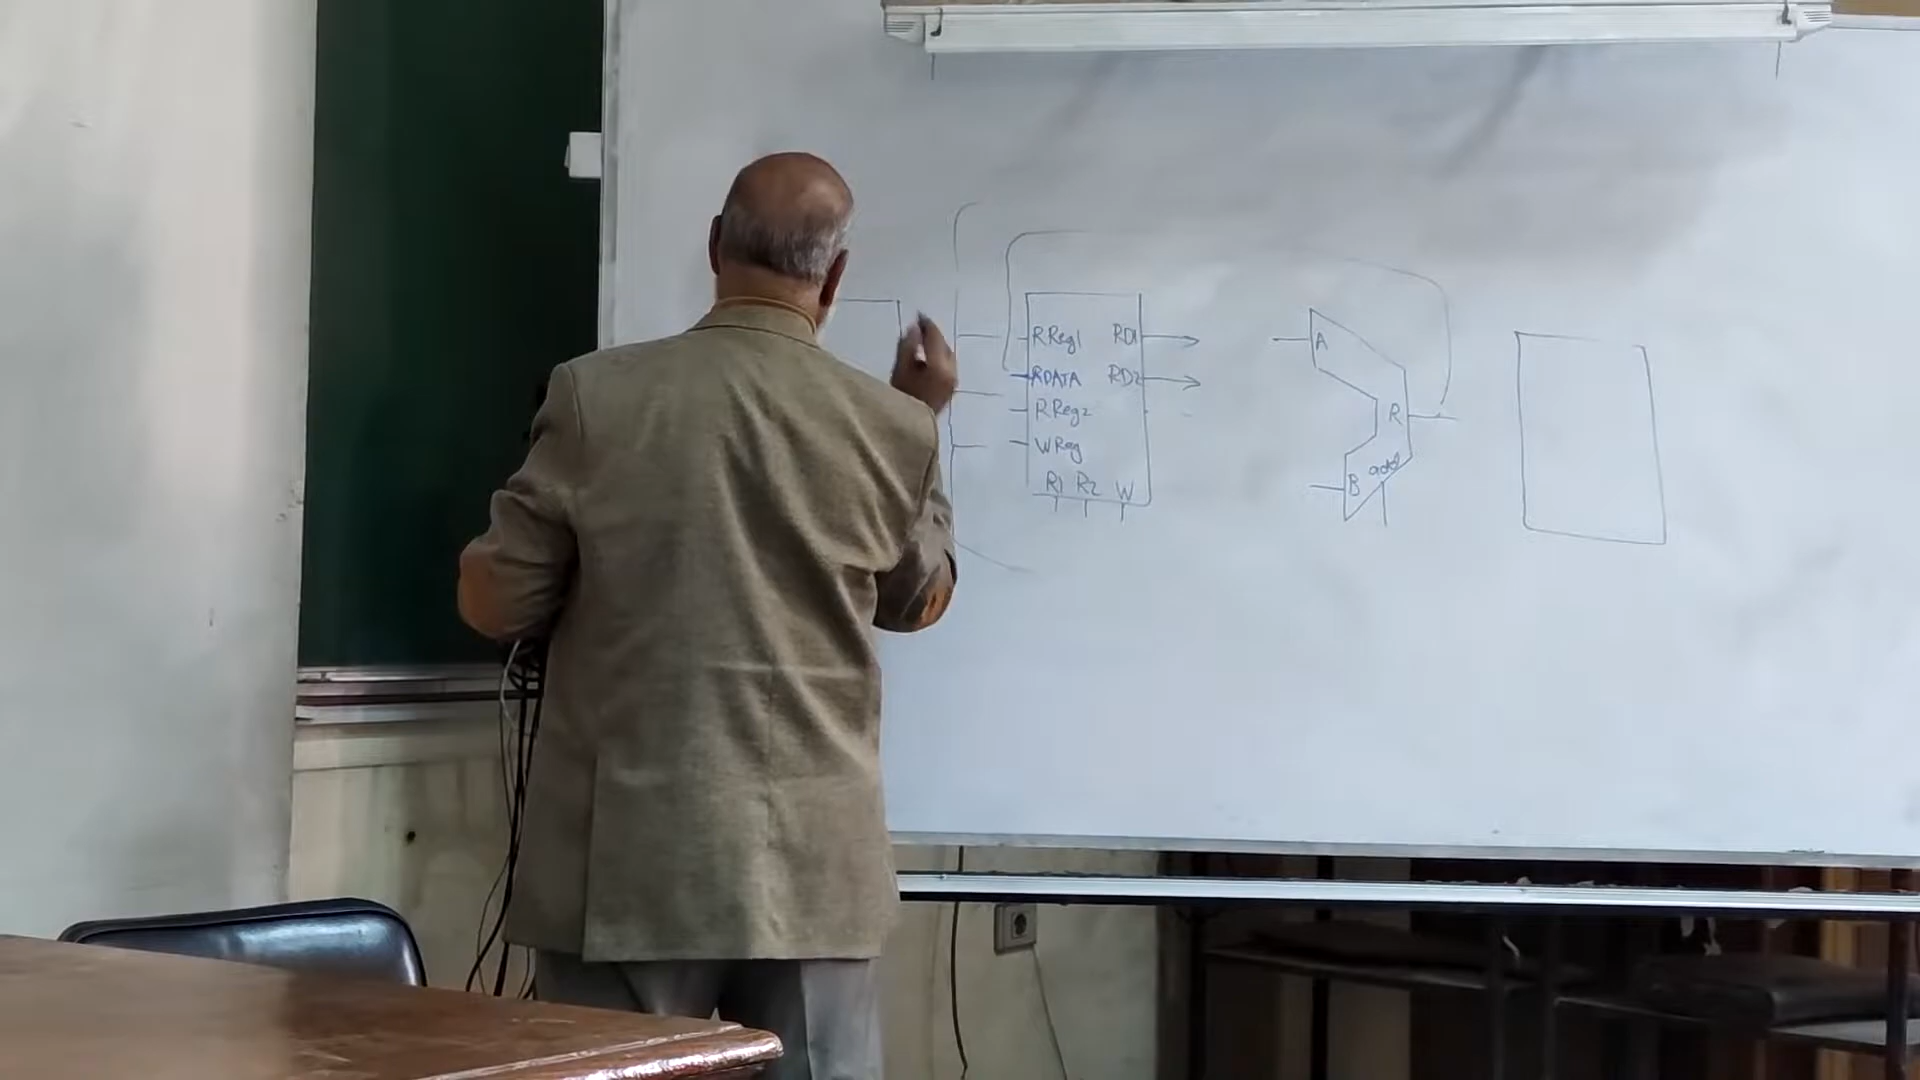 RReg1 RD1
RDATA RD2
RReg2
WReg
R1 R2 W
A
R
B add